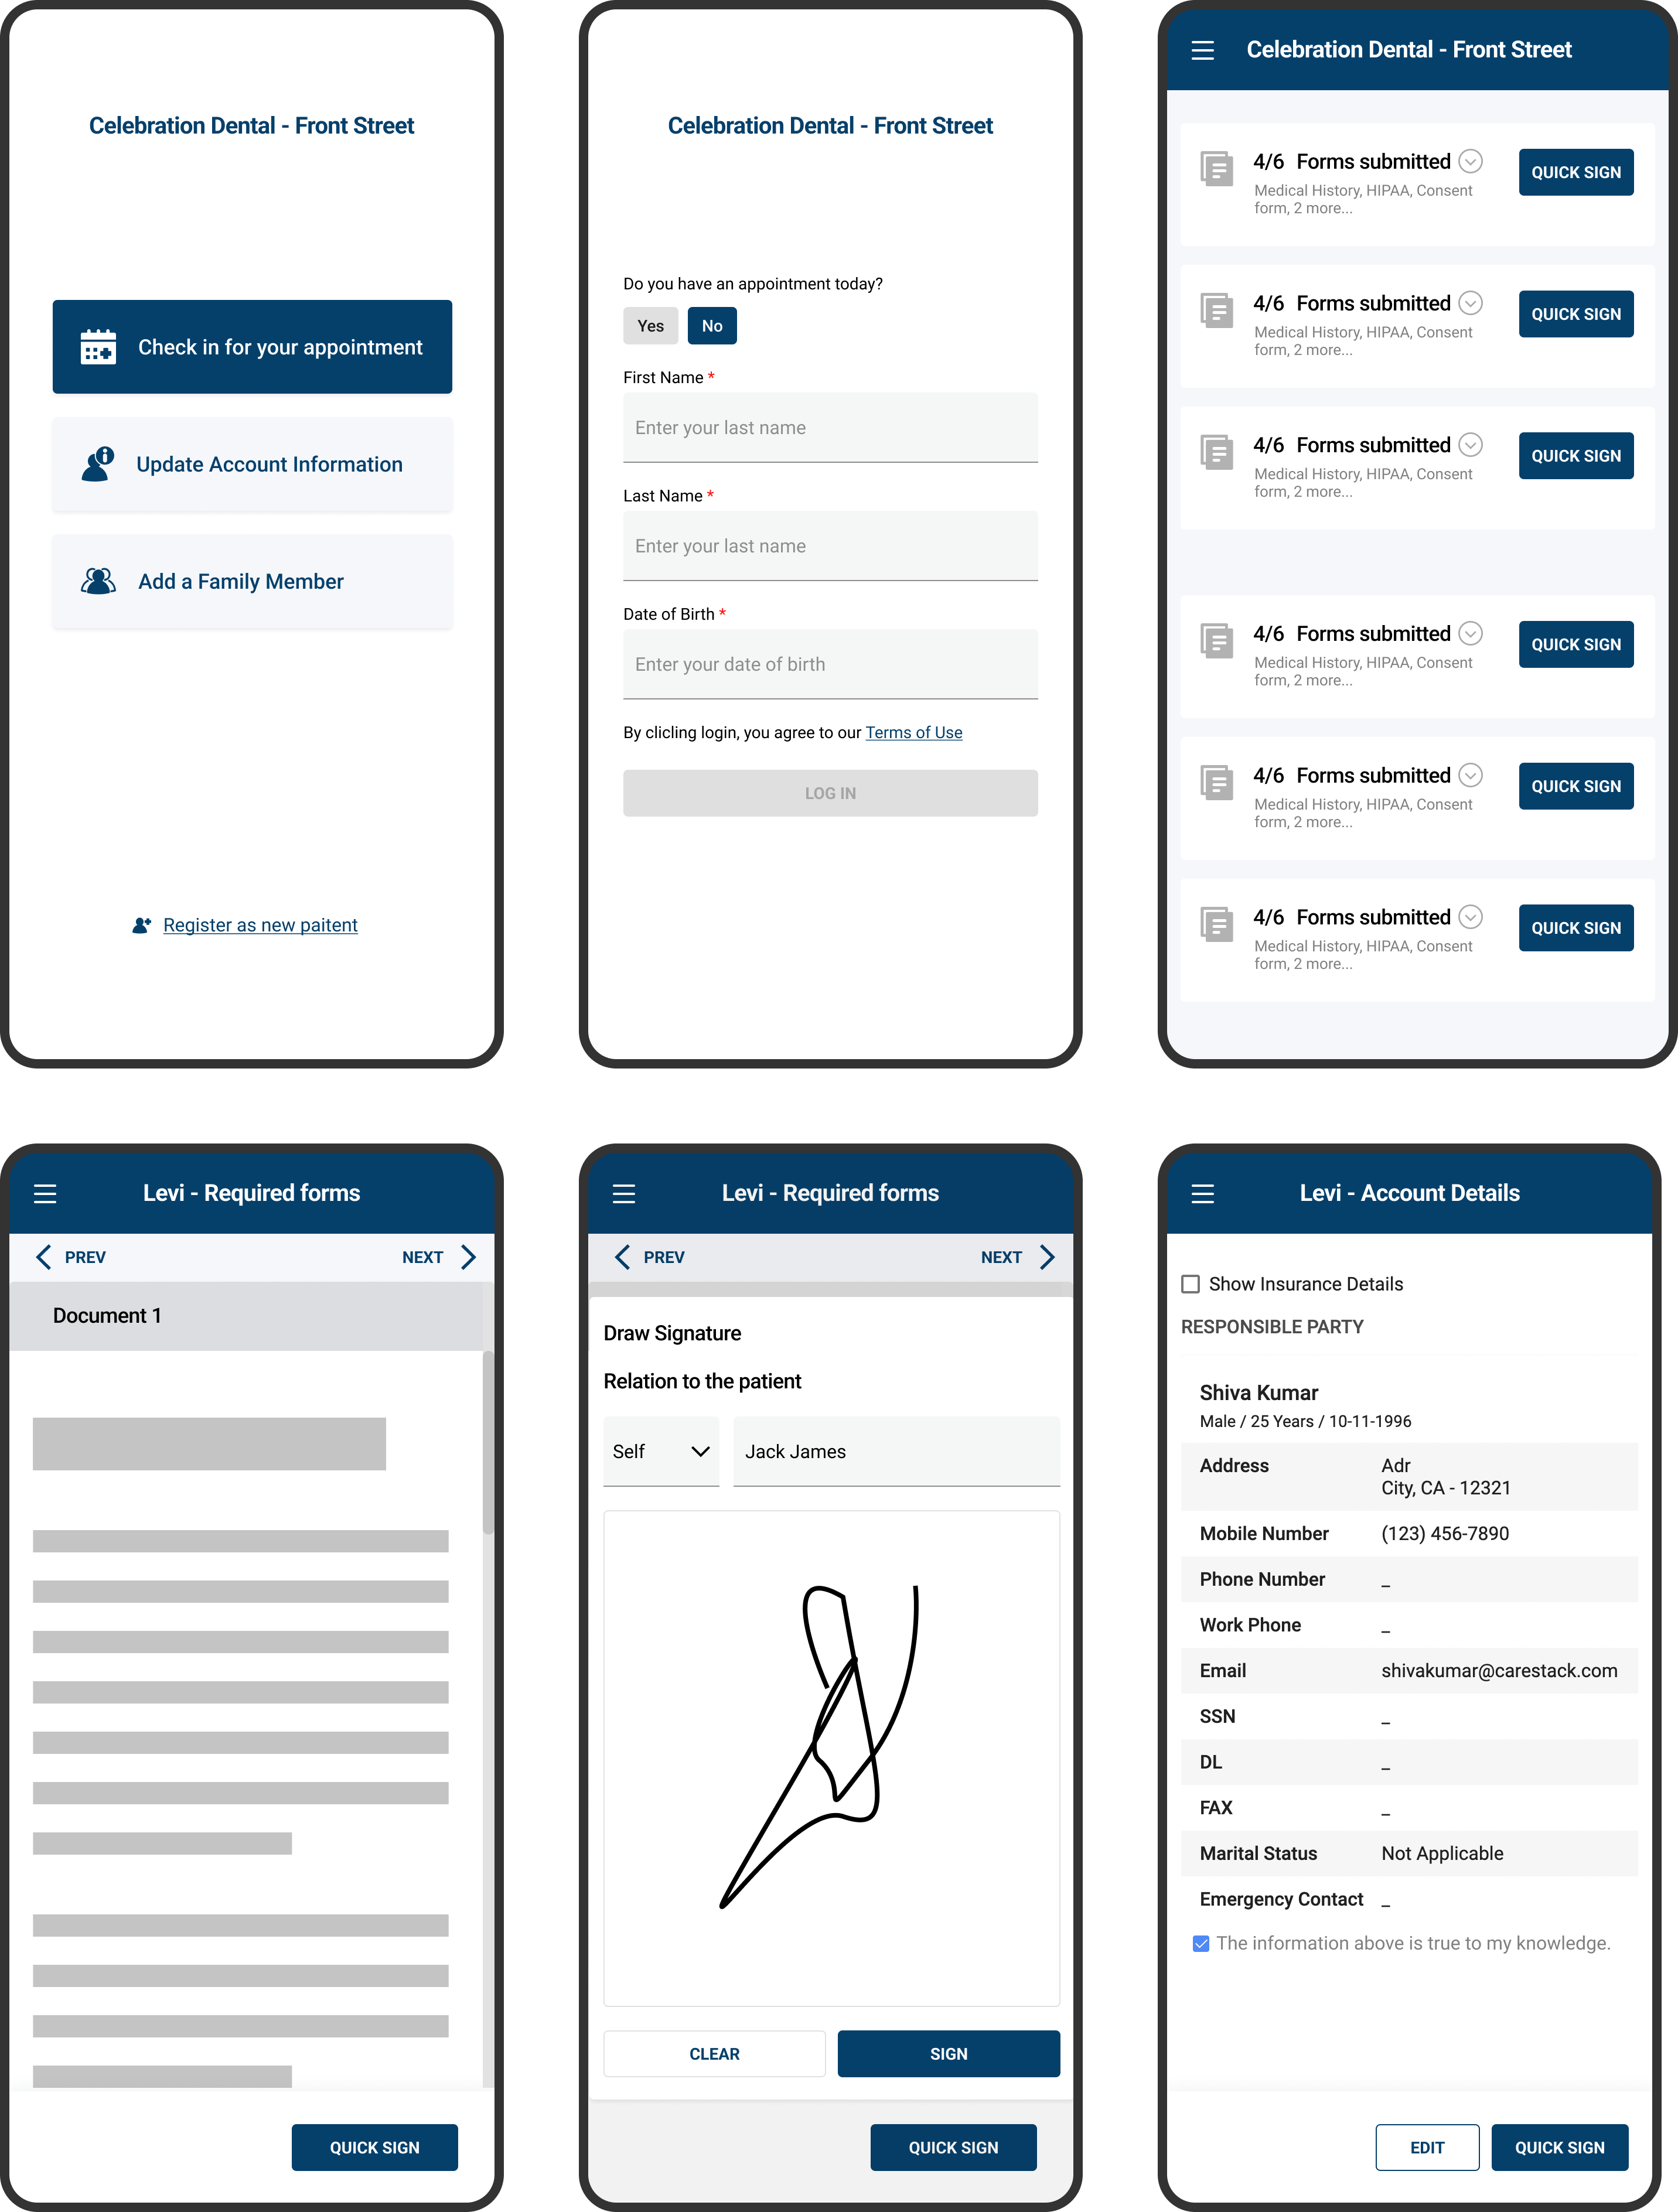 Celebration Dental - Front Street
Check in for your appointment
Update Account Information
Add a Family Member
Register as new paitent
Celebration Dental - Front Street
Do you have an appointment today?
Yes No
First Name *
Enter your last name
Last Name *
Enter your last name
Date of Birth *
Enter your date of birth
By clicling login, you agree to our Terms of Use
LOG IN
Celebration Dental - Front Street
4/6 Forms submitted
Medical History, HIPAA, Consent
form, 2 more...
QUICK SIGN
4/6 Forms submitted
Medical History, HIPAA, Consent
form, 2 more...
QUICK SIGN
4/6 Forms submitted
Medical History, HIPAA, Consent
form, 2 more...
QUICK SIGN
4/6 Forms submitted
Medical History, HIPAA, Consent
form, 2 more...
QUICK SIGN
4/6 Forms submitted
Medical History, HIPAA, Consent
form, 2 more...
QUICK SIGN
4/6 Forms submitted
Medical History, HIPAA, Consent
form, 2 more...
QUICK SIGN
Levi - Required forms
PREV NEXT
Document 1
QUICK SIGN
Levi - Required forms
PREV NEXT
Draw Signature
Relation to the patient
Self Jack James
CLEAR SIGN
QUICK SIGN
Levi - Account Details
Show Insurance Details
RESPONSIBLE PARTY
Shiva Kumar
Male / 25 Years / 10-11-1996
Address Adr
City, CA - 12321
Mobile Number (123) 456-7890
Phone Number _
Work Phone _
Email shivakumar@carestack.com
SSN _
DL _
FAX _
Marital Status Not Applicable
Emergency Contact _
The information above is true to my knowledge.
EDIT QUICK SIGN